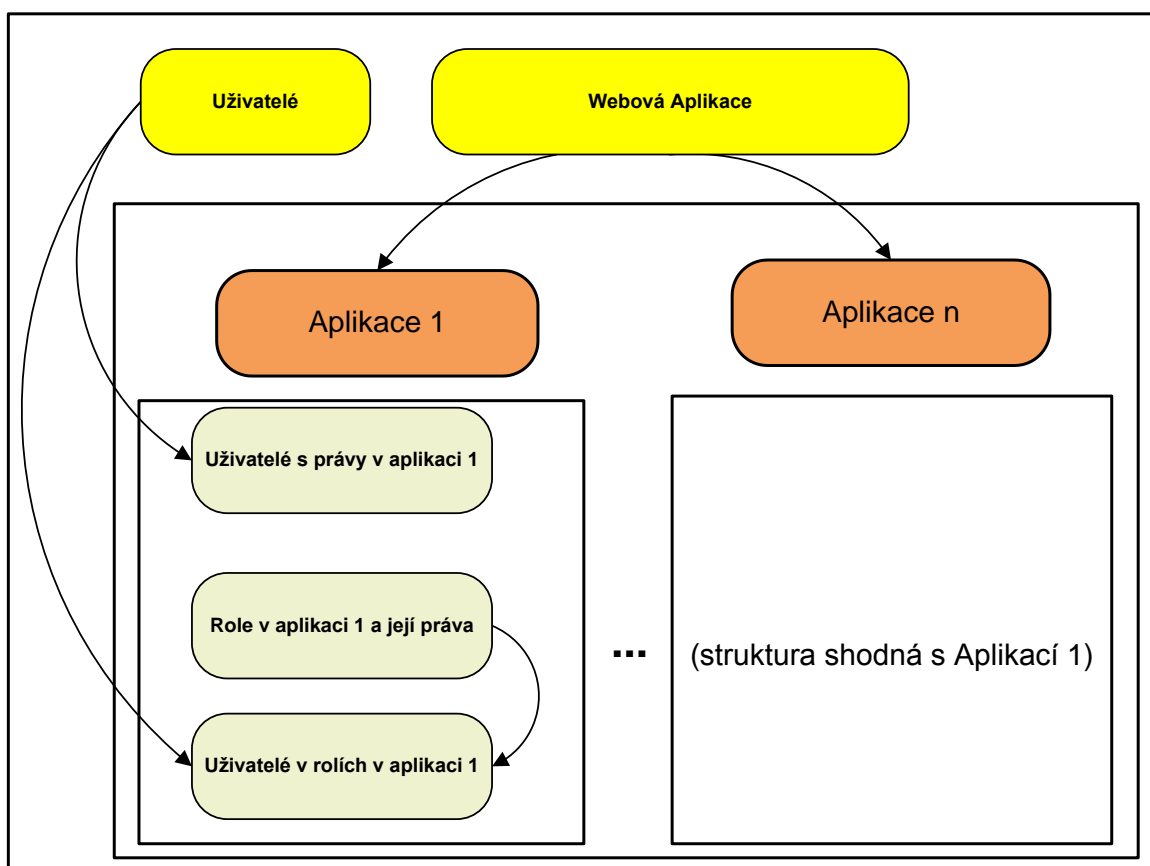 Uživatelé
Webová Aplikace
Aplikace 1
Aplikace n
Uživatelé s právy v aplikaci 1
Role v aplikaci 1 a její práva
Uživatelé v rolích v aplikaci 1
...
(struktura shodná s Aplikací 1)